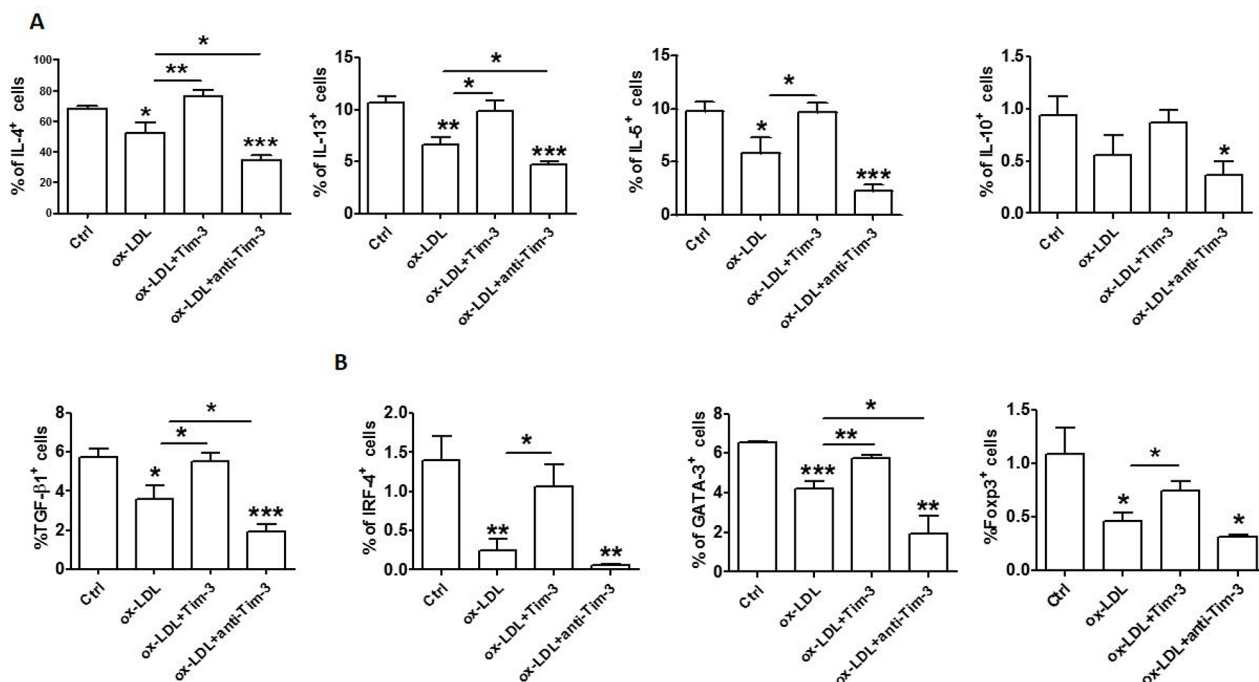 A
% of IL-4+ cells
100
80
60
40
20
0
*
**
*
***
Ctrl
ox-LDL
ox-LDL+Tim-3
ox-LDL+anti-Tim-3
% of IL-13+ cells
15
10
5
0
*
*
**
***
Ctrl
ox-LDL
ox-LDL+Tim-3
ox-LDL+anti-Tim-3
% of IL-5+ cells
15
10
5
0
*
*
***
Ctrl
ox-LDL
ox-LDL+Tim-3
ox-LDL+anti-Tim-3
% of IL-10+ cells
1.5
1.0
0.5
0.0
*
Ctrl
ox-LDL
ox-LDL+Tim-3
ox-LDL+anti-Tim-3
%TGF-β1+ cells
8
6
4
2
0
*
*
*
***
Ctrl
ox-LDL
ox-LDL+Tim-3
ox-LDL+anti-Tim-3
B
% of IRF-4+ cells
2.0
1.5
1.0
0.5
0.0
*
**
**
Ctrl
ox-LDL
ox-LDL+Tim-3
ox-LDL+anti-Tim-3
% of GATA-3+ cells
8
6
4
2
0
*
**
***
**
Ctrl
ox-LDL
ox-LDL+Tim-3
ox-LDL+anti-Tim-3
%Foxp3+ cells
1.5
1.0
0.5
0.0
*
*
*
Ctrl
ox-LDL
ox-LDL+Tim-3
ox-LDL+anti-Tim-3